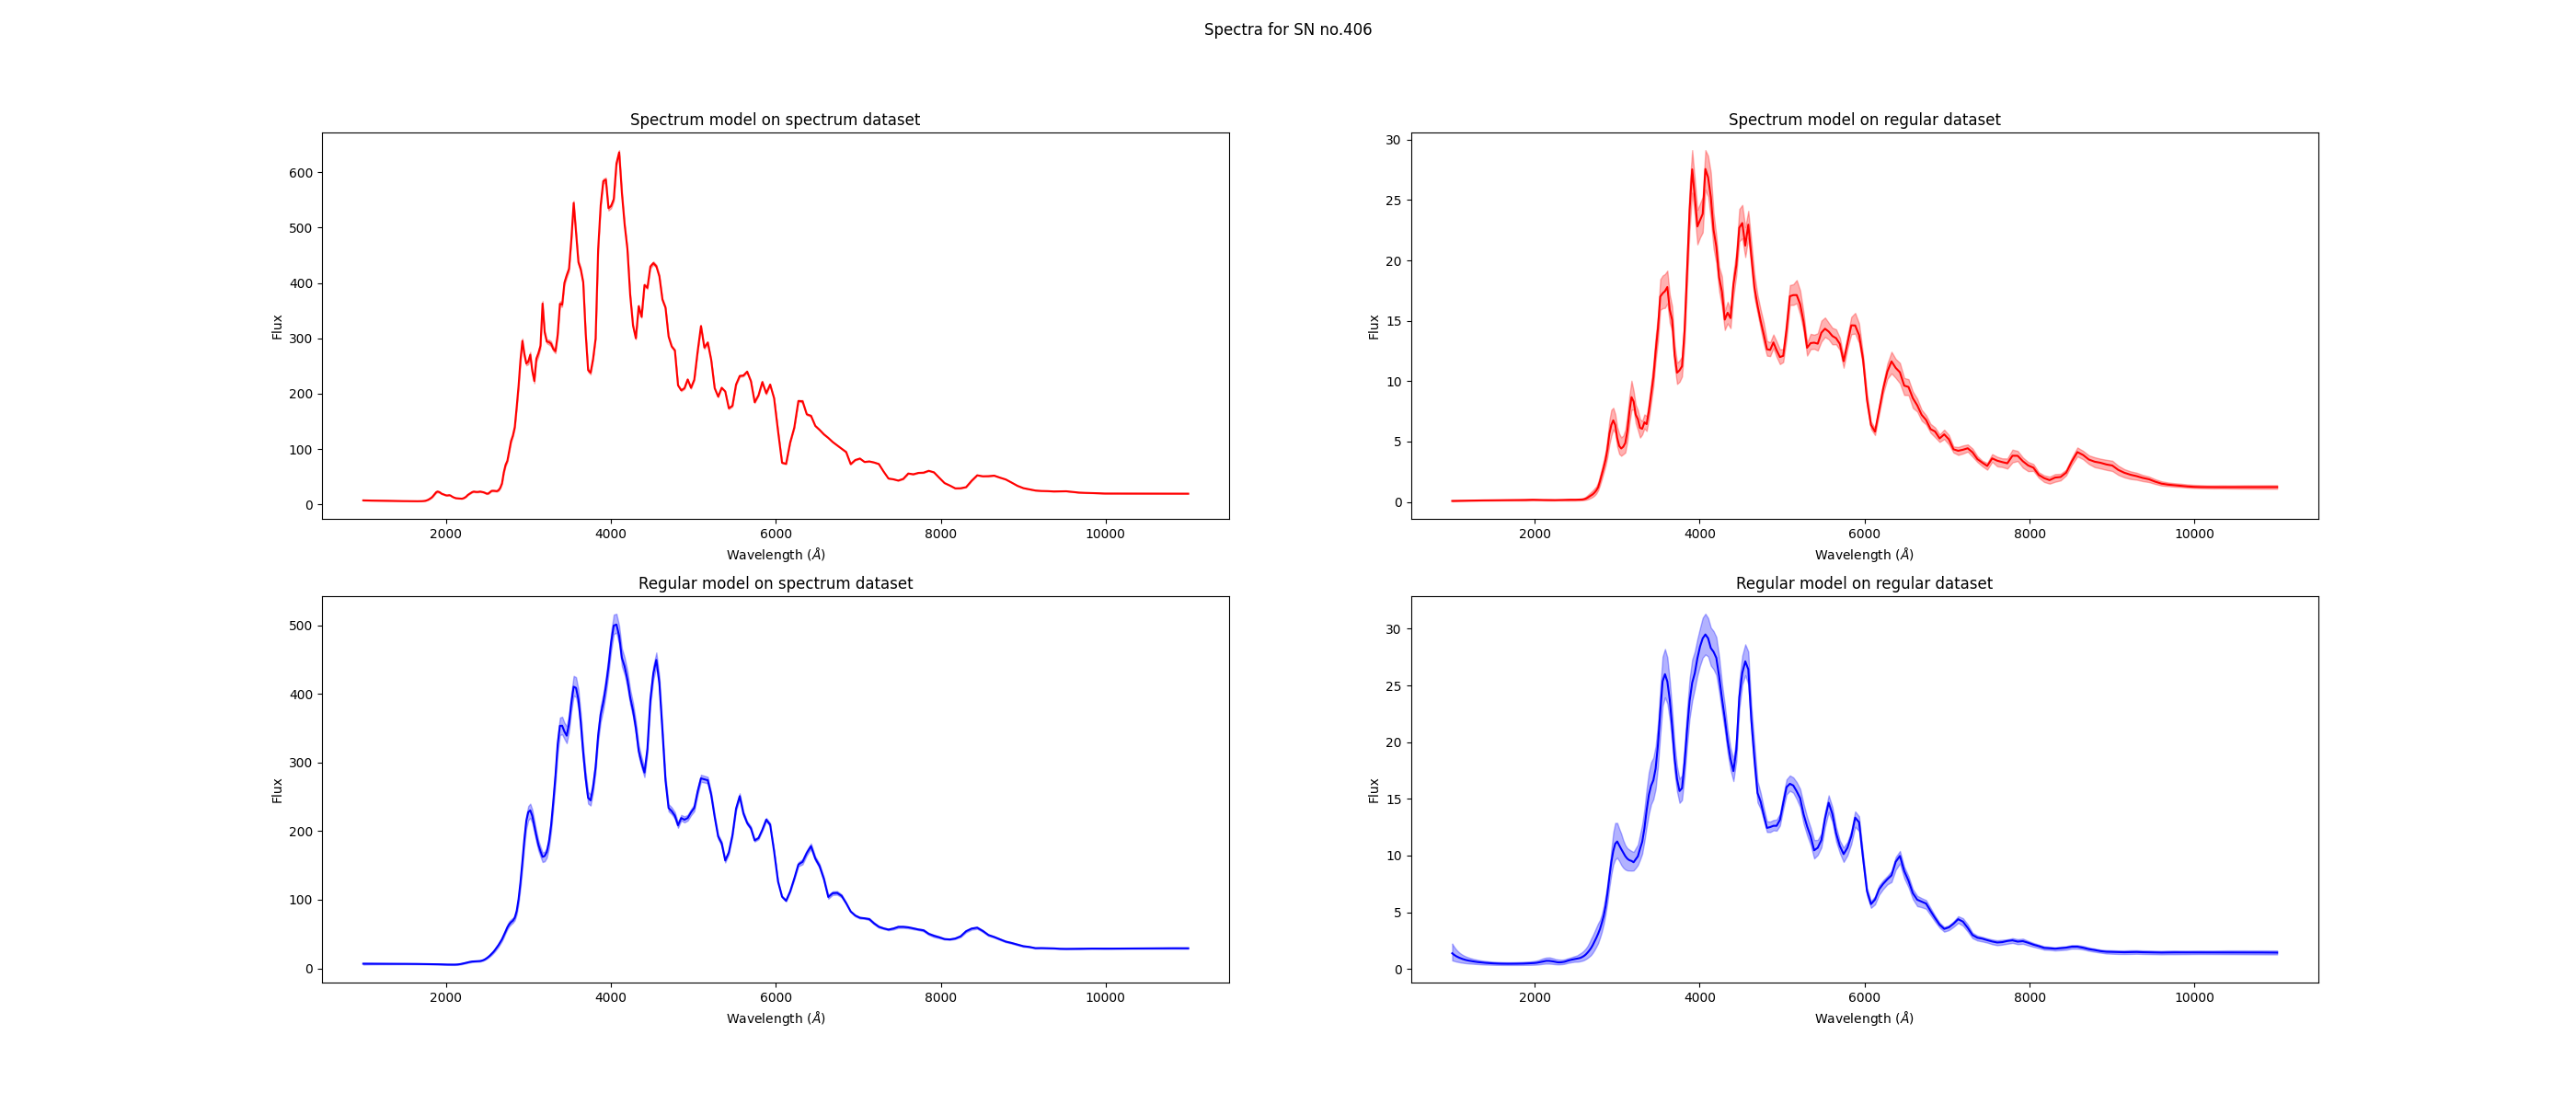 Spectra for SN no.406
Spectrum model on spectrum dataset
600
500
400
300
200
100
0
Flux
2000 4000 6000 8000 10000
Wavelength (Å)
Spectrum model on regular dataset
30
25
20
15
10
5
0
Flux
2000 4000 6000 8000 10000
Wavelength (Å)
Regular model on spectrum dataset
500
400
300
200
100
0
Flux
2000 4000 6000 8000 10000
Wavelength (Å)
Regular model on regular dataset
30
25
20
15
10
5
0
Flux
2000 4000 6000 8000 10000
Wavelength (Å)